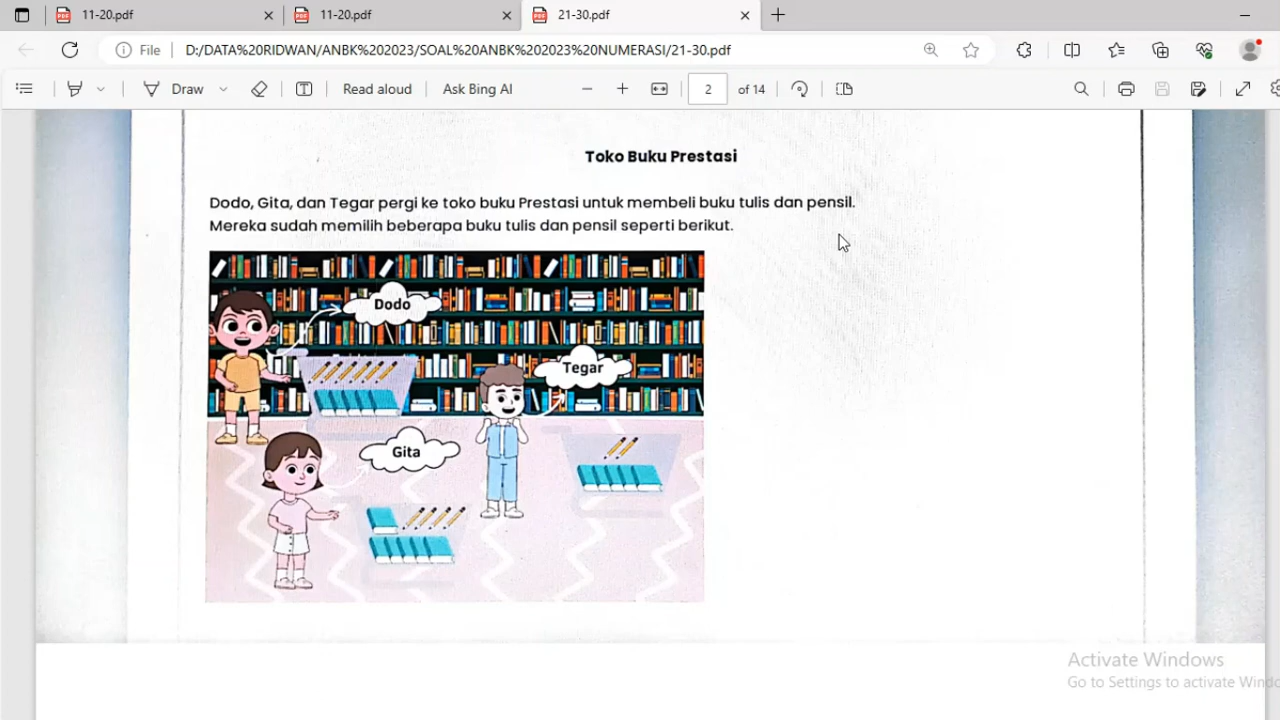 11-20.pdf
11-20.pdf
21-30.pdf
File
D:/DATA%20RIDWAN/ANBK%202023/SOAL%20ANBK%202023%20NUMERASI/21-30.pdf
Draw
Read aloud
Ask Bing AI
2
of 14
Toko Buku Prestasi
Dodo, Gita, dan Tegar pergi ke toko buku Prestasi untuk membeli buku tulis dan pensil.
Mereka sudah memilih beberapa buku tulis dan pensil seperti berikut.
Dodo
Tegar
Gita
Activate Windows
Go to Settings to activate Windo